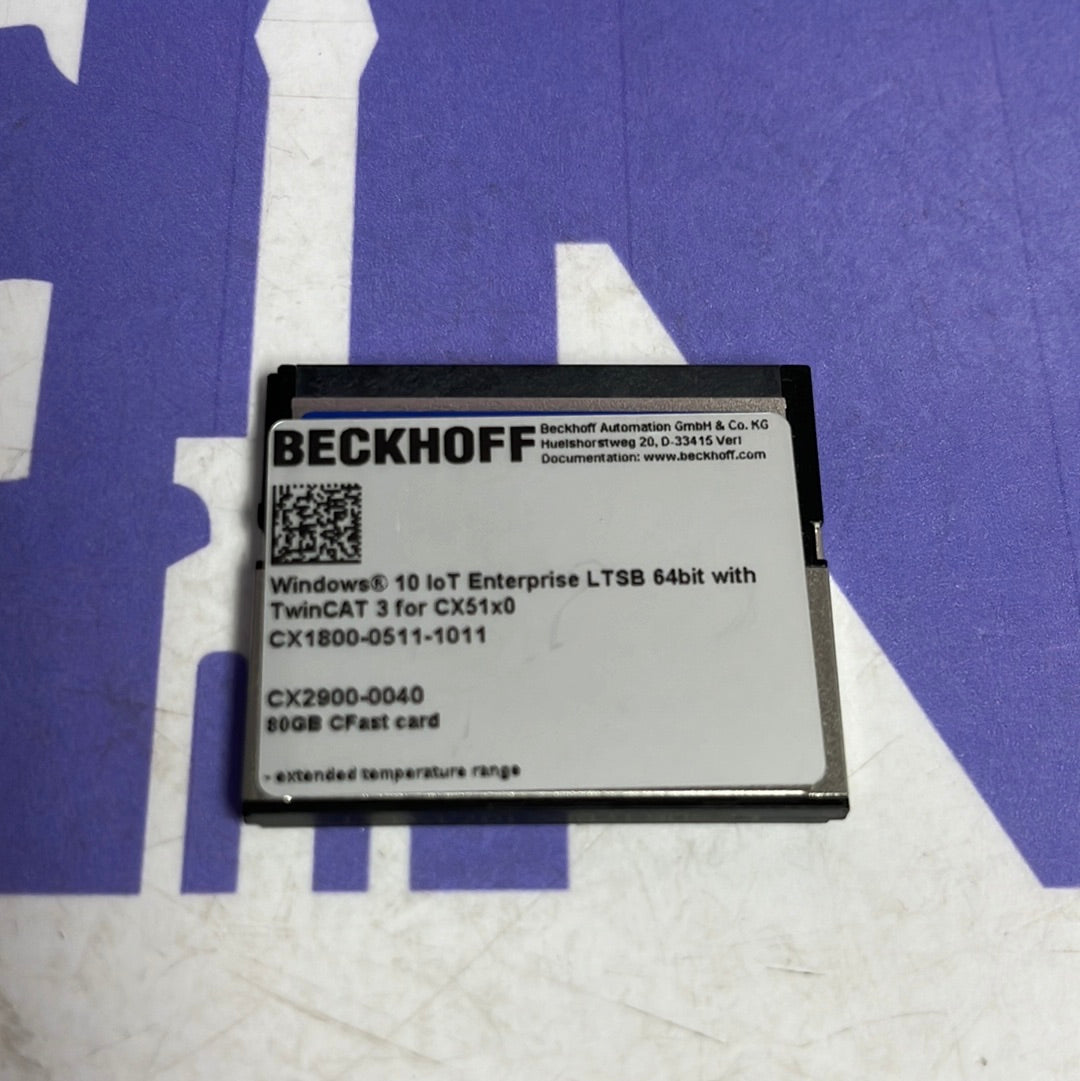 BECKHOFF
Beckhoff Automation GmbH & Co. KG
Huelshorstweg 20, D-33415 Verl
Documentation: www.beckhoff.com
Windows® 10 IoT Enterprise LTSB 64bit with
TwinCAT 3 for CX51x0
CX1800-0511-1011
CX2900-0040
80GB CFast card
- extended temperature range